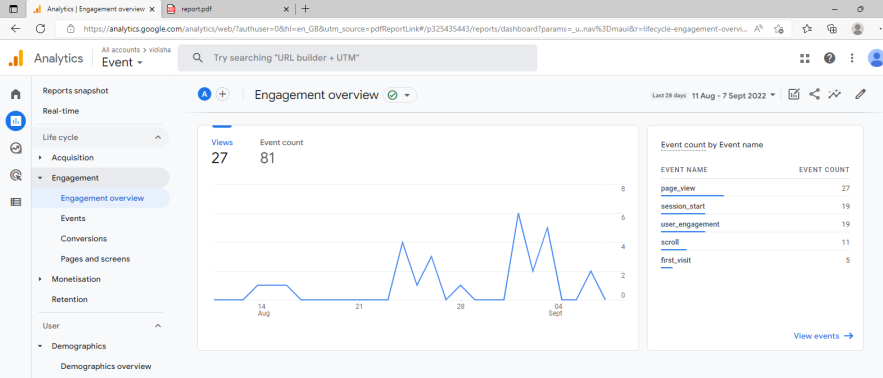 Analytics | Engagement overview
report.pdf
https://analytics.google.com/analytics/web/?authuser=0&hl=en_GB&utm_source=pdfReportLink#/p325435443/reports/dashboard?params=_u..nav%3Dmaui&r=lifecycle-engagement-overvi...
Analytics
All accounts > vidisha
Event
Try searching "URL builder + UTM"
Reports snapshot
Real-time
Life cycle
Acquisition
Engagement
Engagement overview
Events
Conversions
Pages and screens
Monetisation
Retention
User
Demographics
Demographics overview
A
Engagement overview
Last 28 days 11 Aug - 7 Sept 2022
Views
27
Event count
81
8
6
4
2
0
14
Aug
21
28
04
Sept
Event count by Event name
EVENT NAME EVENT COUNT
page_view 27
session_start 19
user_engagement 19
scroll 11
first_visit 5
View events